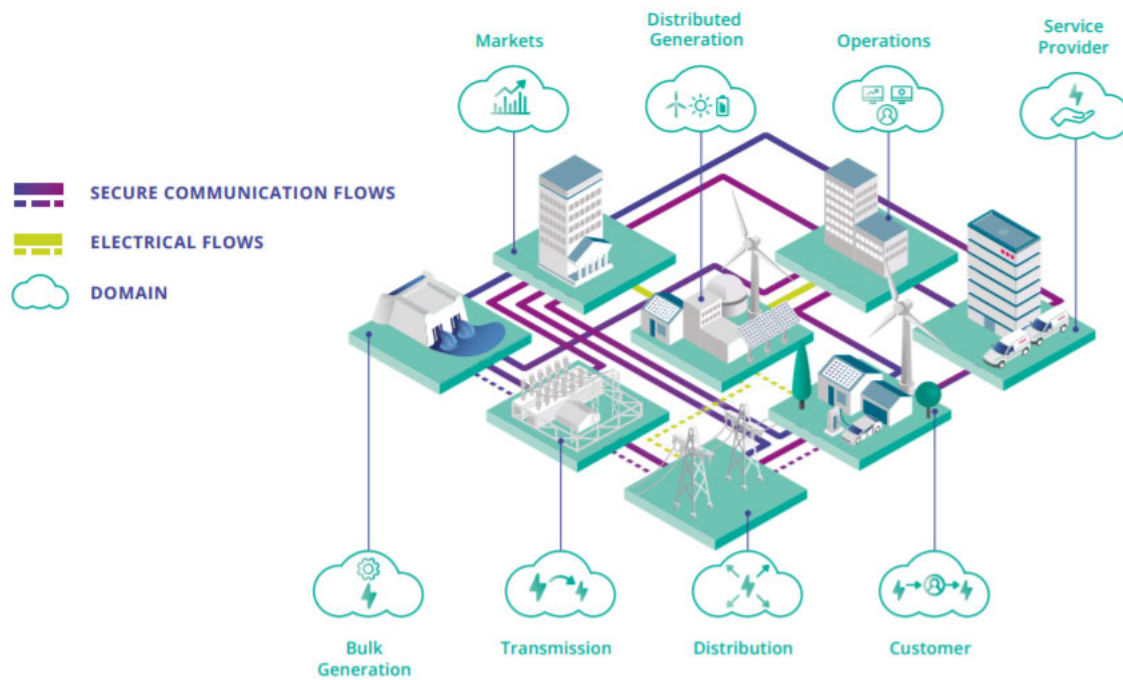 Markets
Distributed
Generation
Operations
Service
Provider
SECURE COMMUNICATION FLOWS
ELECTRICAL FLOWS
DOMAIN
Bulk
Generation
Transmission
Distribution
Customer